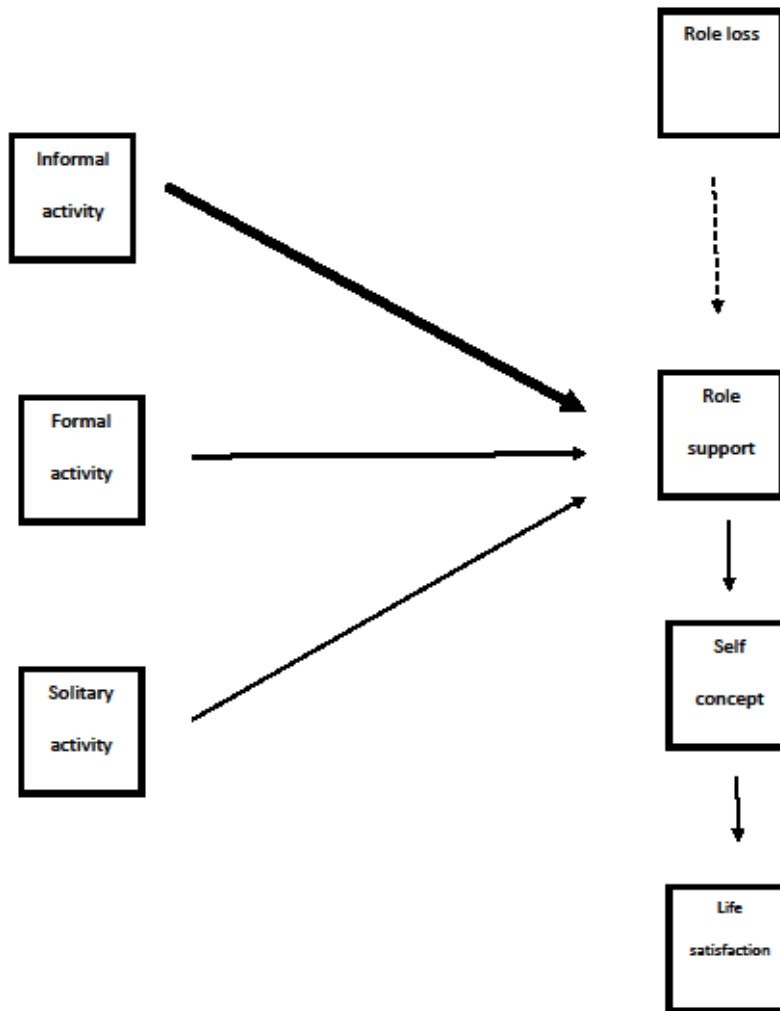 Role loss
Informal
activity
Formal
activity
Role
support
Solitary
activity
Self
concept
Life
satisfaction